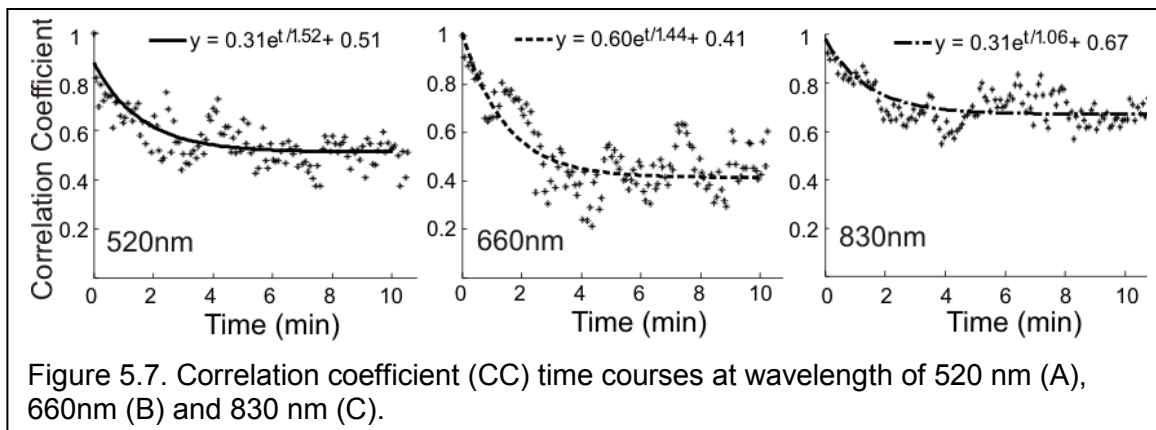 y = 0.31e^t/1.52+ 0.51
y = 0.60e^t/1.44+ 0.41
y = 0.31e^t/1.06+ 0.67
Correlation Coefficient
1
0.8
0.6
0.4
0.2
520nm
0 2 4 6 8 10
Time (min)
1
0.8
0.6
0.4
0.2
660nm
0 2 4 6 8 10
Time (min)
1
0.8
0.6
0.4
0.2
830nm
0 2 4 6 8 10
Time (min)
Figure 5.7. Correlation coefficient (CC) time courses at wavelength of 520 nm (A),
660nm (B) and 830 nm (C).